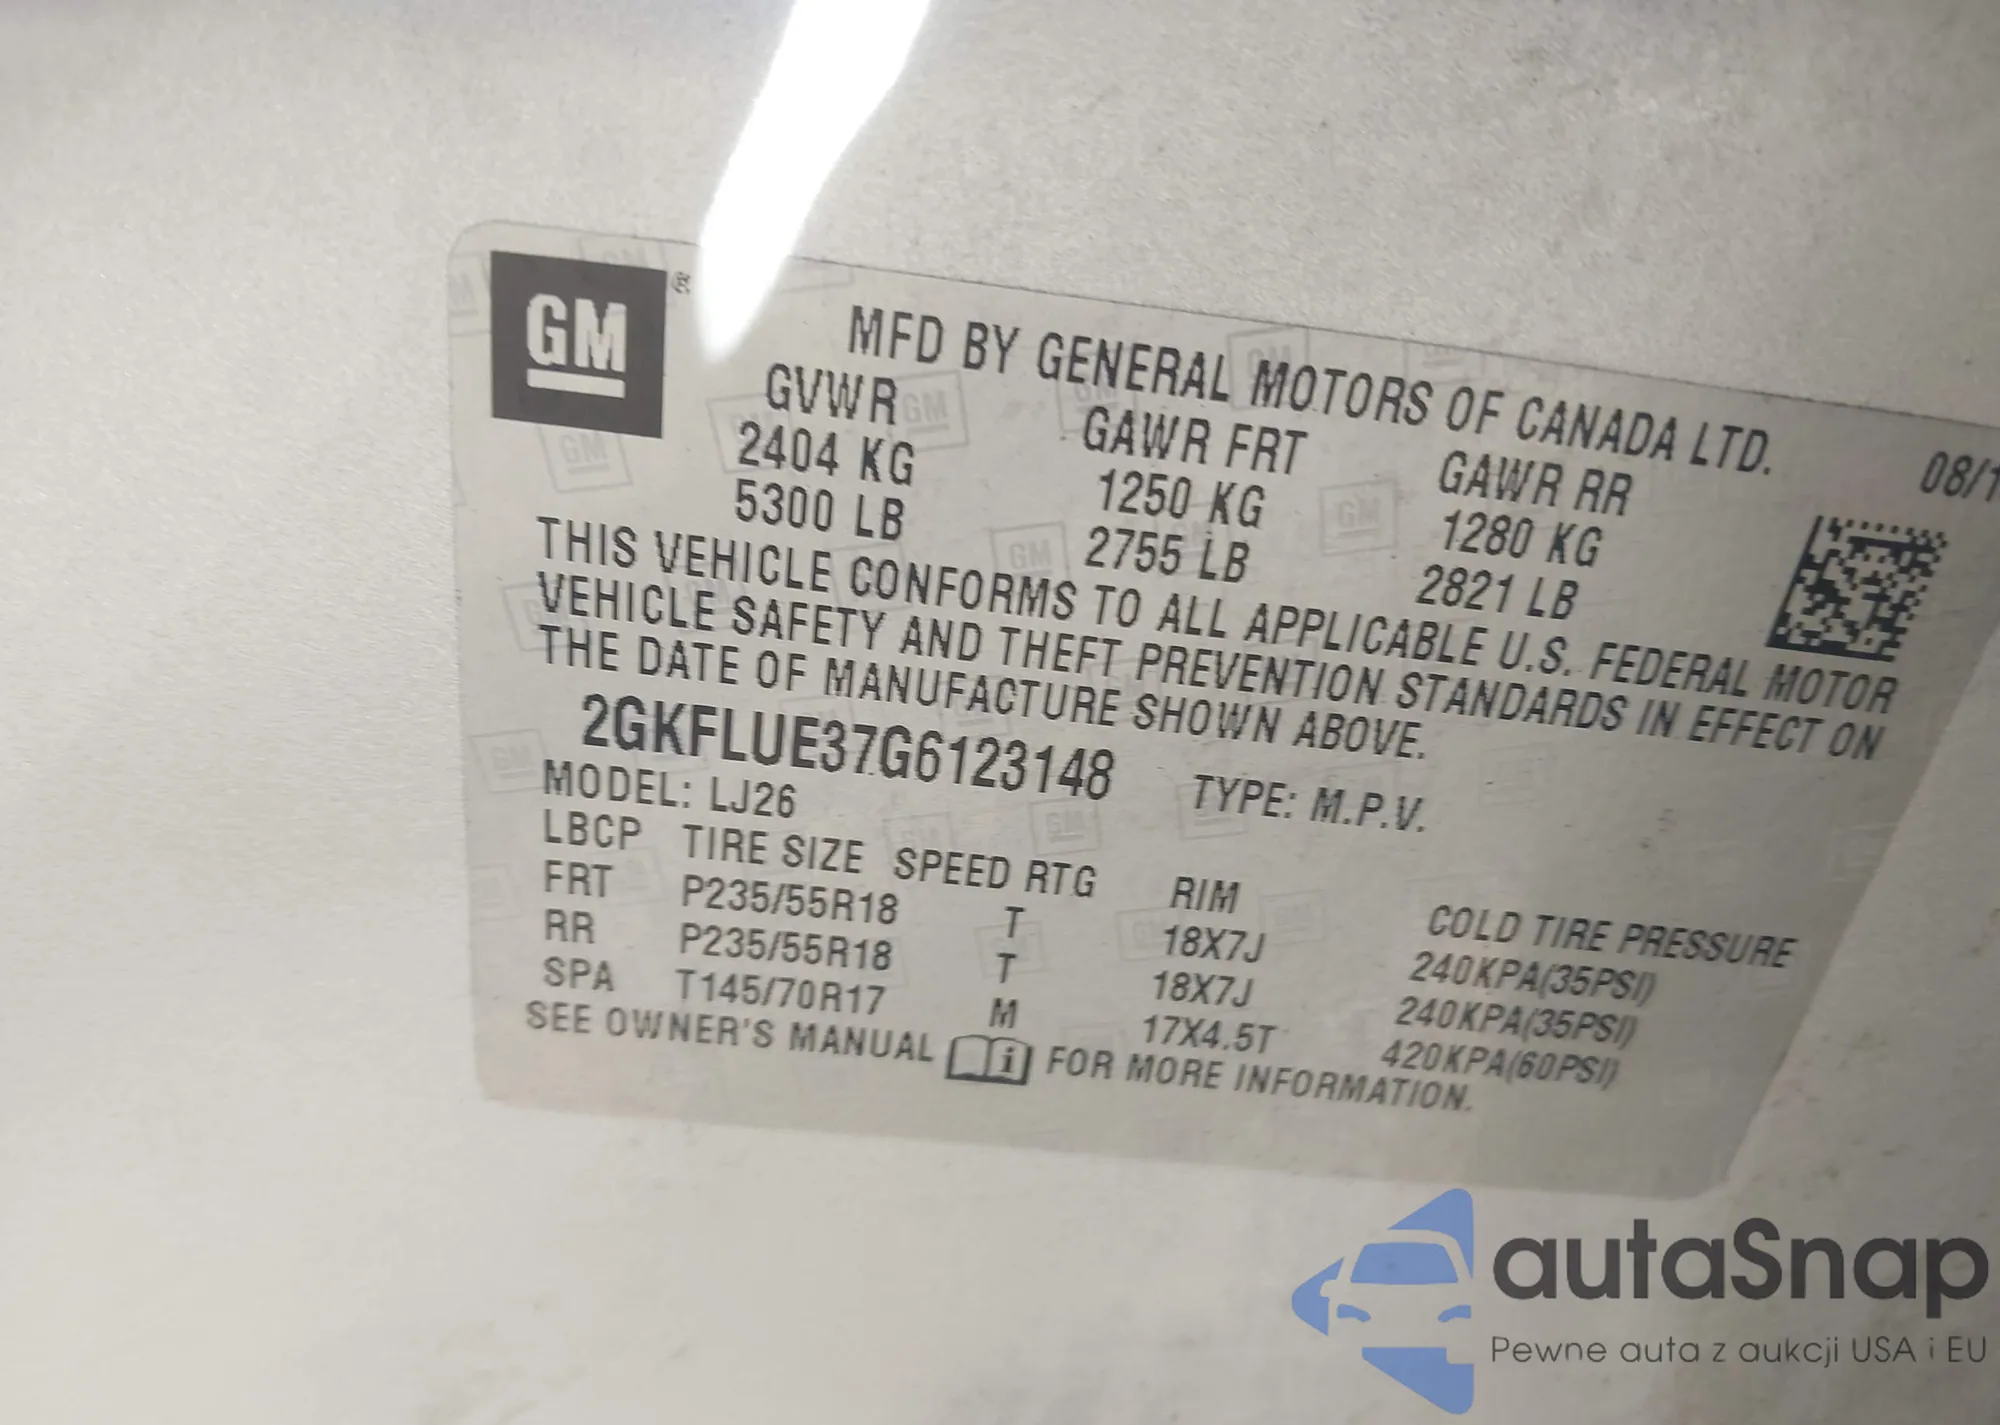 GM ®
MFD BY GENERAL MOTORS OF CANADA LTD. 08/1
GVWR GAWR FRT GAWR RR
2404 KG 1250 KG 1280 KG
5300 LB 2755 LB 2821 LB
THIS VEHICLE CONFORMS TO ALL APPLICABLE U.S. FEDERAL MOTOR
VEHICLE SAFETY AND THEFT PREVENTION STANDARDS IN EFFECT ON
THE DATE OF MANUFACTURE SHOWN ABOVE.
2GKFLUE37G6123148 TYPE: M.P.V.
MODEL: LJ26
LBCP TIRE SIZE SPEED RTG RIM COLD TIRE PRESSURE
FRT P235/55R18 T 18X7J 240KPA(35PSI)
RR P235/55R18 T 18X7J 240KPA(35PSI)
SPA T145/70R17 M 17X4.5T 420KPA(60PSI)
SEE OWNER'S MANUAL i FOR MORE INFORMATION.
autaSnap
Pewne auta z aukcji USA i EU